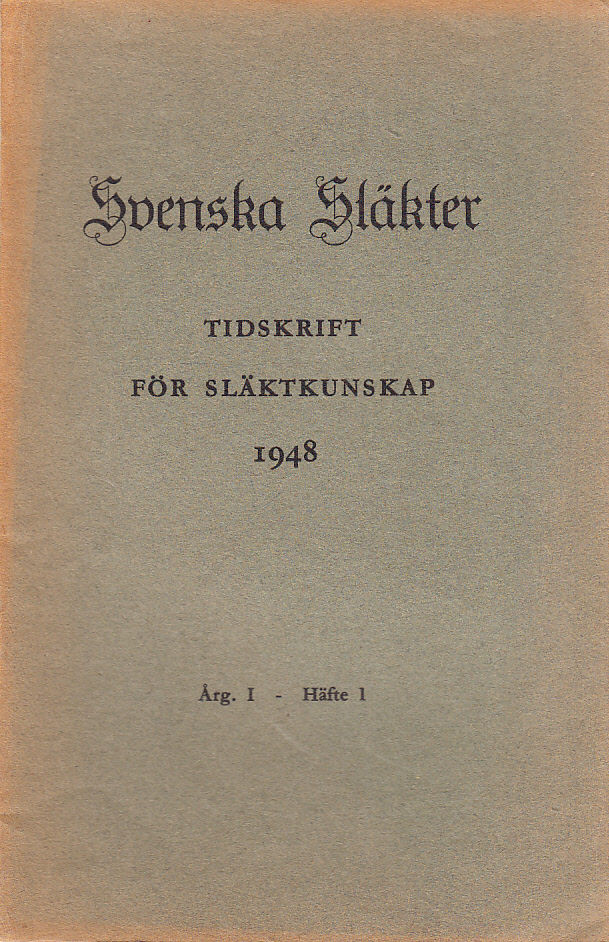 Svenska Släkter
TIDSKRIFT
FÖR SLÄKTKUNSKAP
1948
Årg. I - Häfte 1